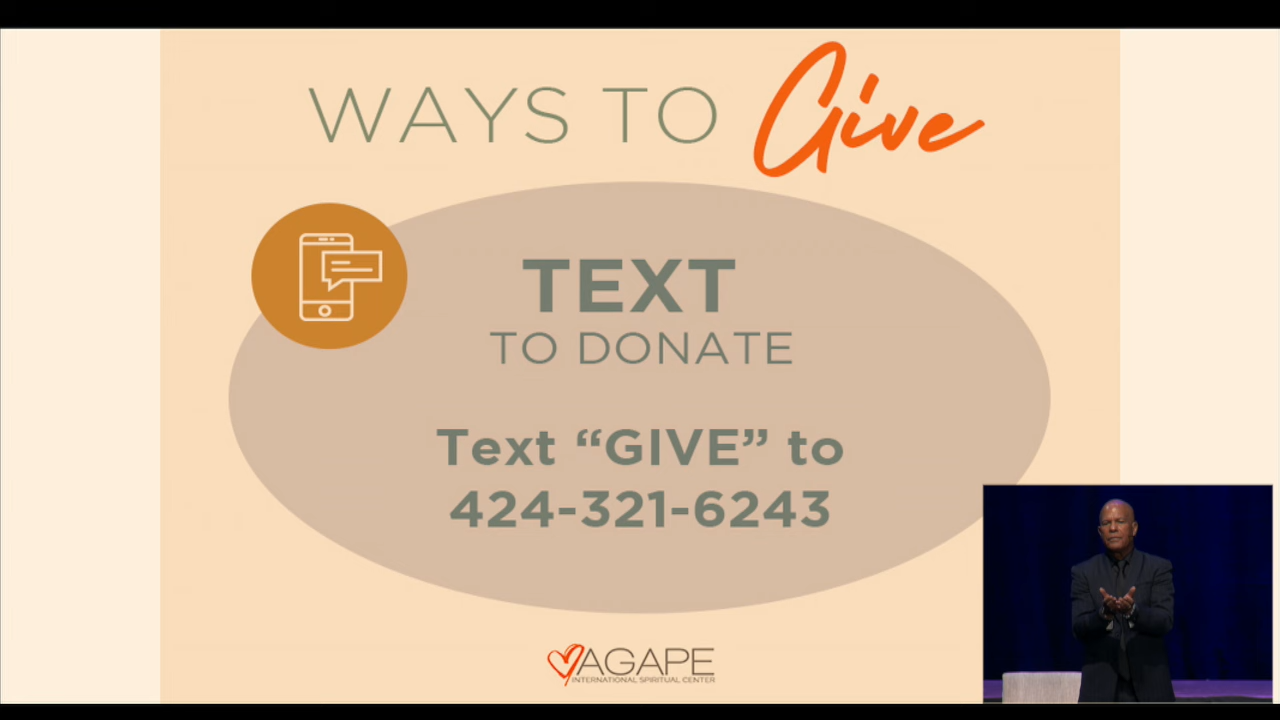 WAYS TO Give
TEXT
TO DONATE
Text “GIVE” to
424-321-6243
AGAPE
INTERNATIONAL SPIRITUAL CENTER